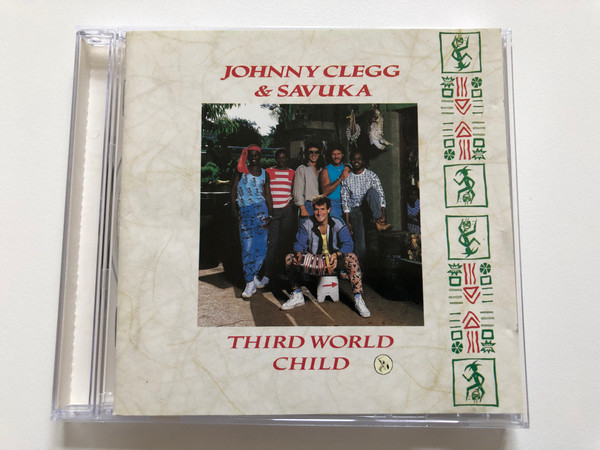 JOHNNY CLEGG
& SAVUKA
THIRD WORLD
CHILD